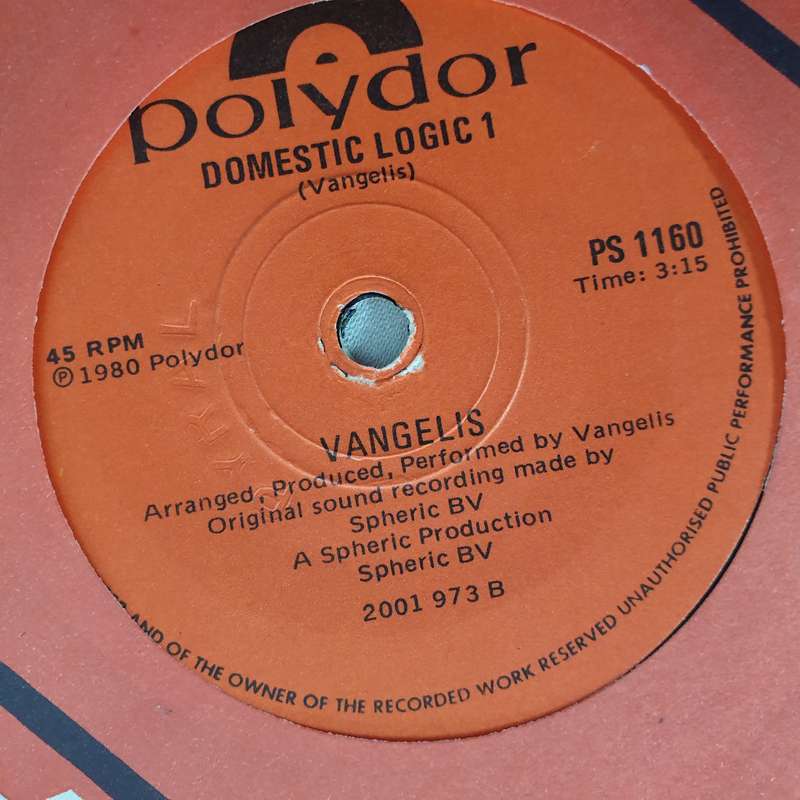 polydor
DOMESTIC LOGIC 1
(Vangelis)
PS 1160
Time: 3:15
45 RPM
℗ 1980 Polydor
VANGELIS
Arranged, Produced, Performed by Vangelis
Original sound recording made by
Spheric BV
A Spheric Production
Spheric BV
2001 973 B
AND OF THE OWNER OF THE RECORDED WORK RESERVED UNAUTHORISED PUBLIC PERFORMANCE PROHIBITED